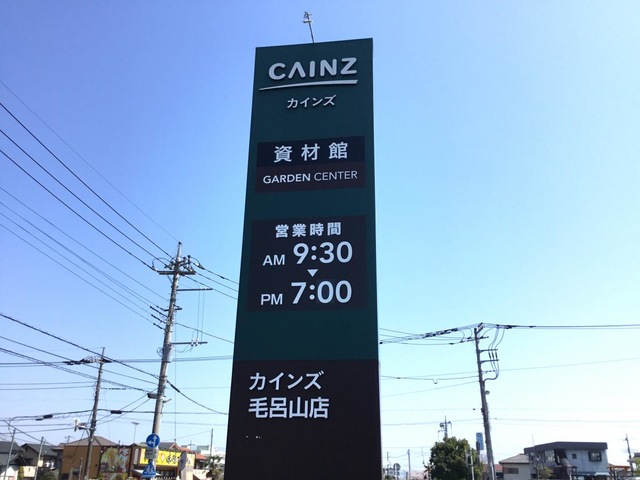 CAINZ
カインズ
資材館
GARDEN CENTER
営業時間
AM 9:30
▼
PM 7:00
カインズ
毛呂山店